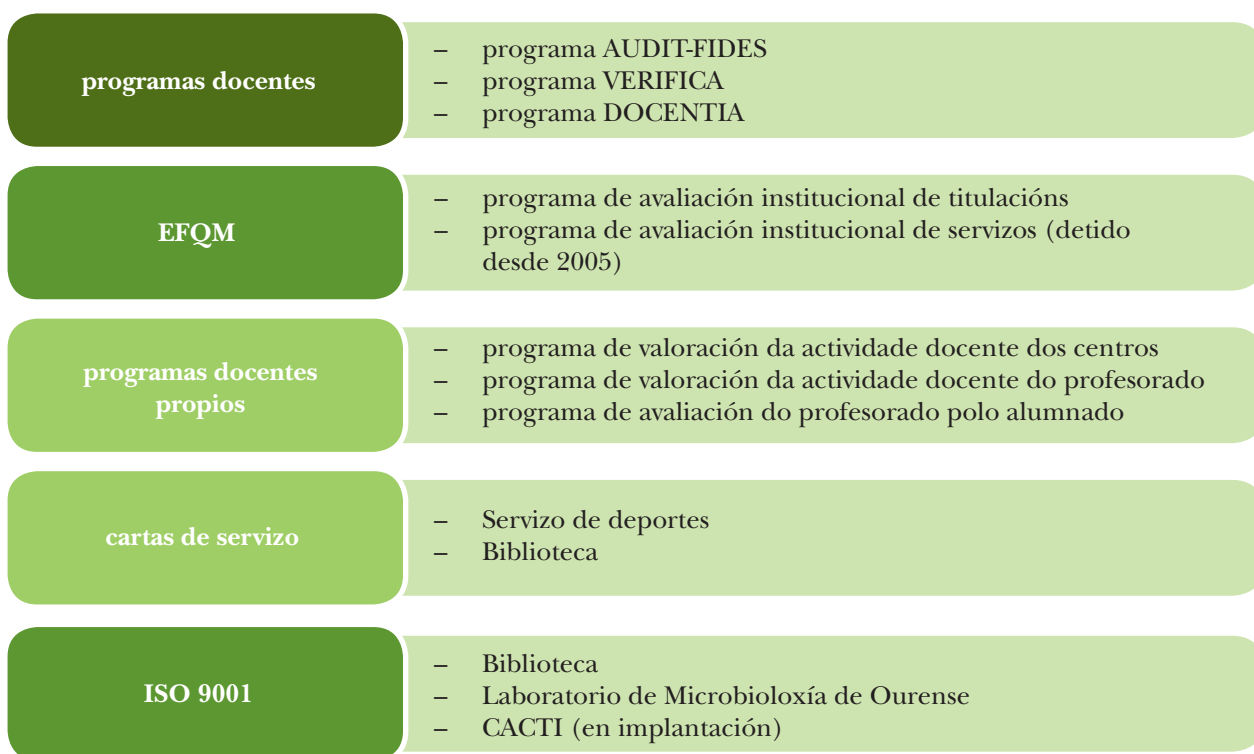 programas docentes
– programa AUDIT-FIDES
– programa VERIFICA
– programa DOCENTIA
EFQM
– programa de avaliación institucional de titulacións
– programa de avaliación institucional de servizos (detido
desde 2005)
programas docentes
propios
– programa de valoración da actividade docente dos centros
– programa de valoración da actividade docente do profesorado
– programa de avaliación do profesorado polo alumnado
cartas de servizo
– Servizo de deportes
– Biblioteca
ISO 9001
– Biblioteca
– Laboratorio de Microbioloxía de Ourense
– CACTI (en implantación)